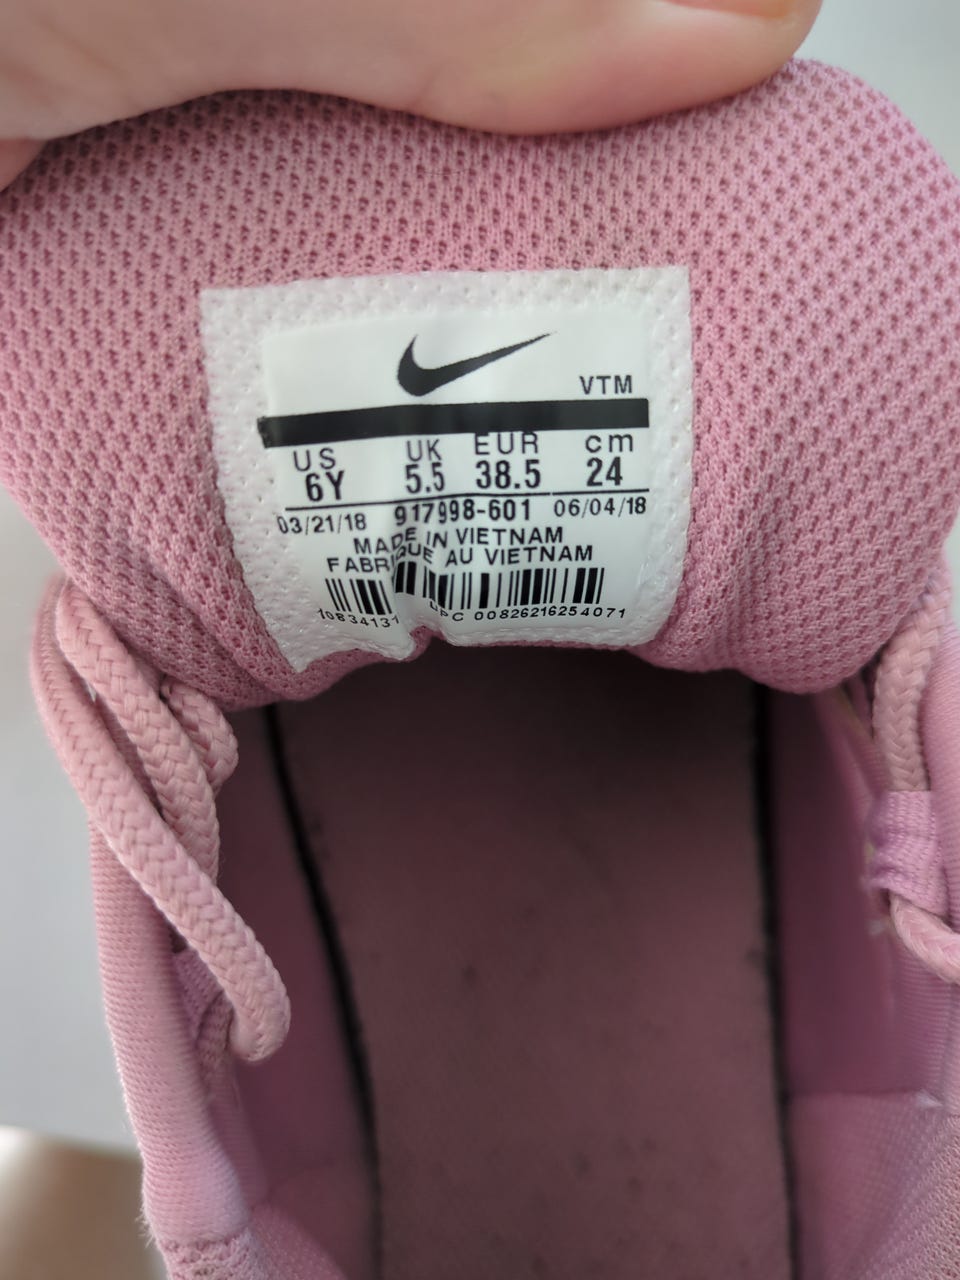 VTM
US UK EUR cm
6Y 5.5 38.5 24
03/21/18 917998-601 06/04/18
MADE IN VIETNAM
FABRIQUE AU VIETNAM
UPC 00826216254071